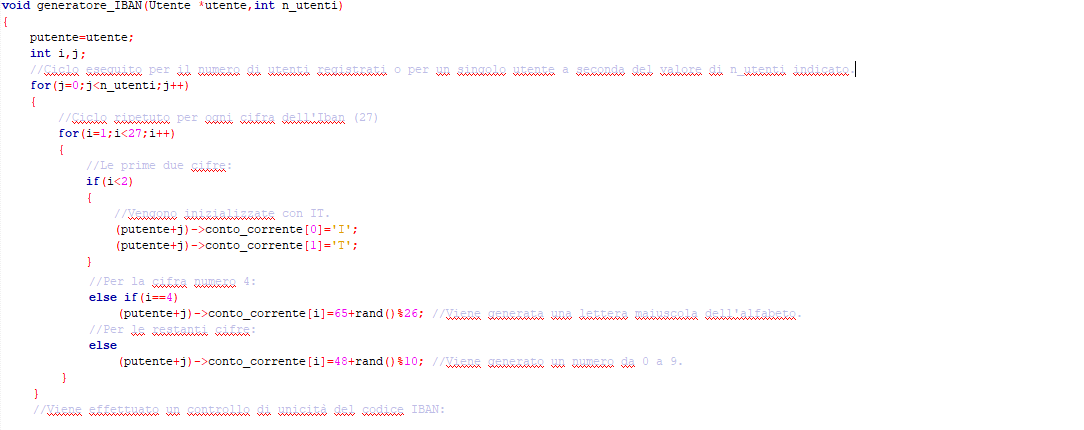 void generatore_IBAN(Utente *utente,int n_utenti)
{
putente=utente;
int i,j;
//Ciclo eseguito per il numero di utenti registrati o per un singolo utente a seconda del valore di n_utenti indicato.
for(j=0;j<n_utenti;j++)
{
//Ciclo ripetuto per ogni cifra dell'Iban (27)
for(i=1;i<27;i++)
{
//Le prime due cifre:
if(i<2)
{
//Vengono inizializzate con IT.
(putente+j)->conto_corrente[0]='I';
(putente+j)->conto_corrente[1]='T';
}
//Per la cifra numero 4:
else if(i==4)
(putente+j)->conto_corrente[i]=65+rand()%26; //Viene generata una lettera maiuscola dell'alfabeto.
//Per le restanti cifre:
else
(putente+j)->conto_corrente[i]=48+rand()%10; //Viene generato un numero da 0 a 9.
}
}
//Viene effettuato un controllo di unicità del codice IBAN: